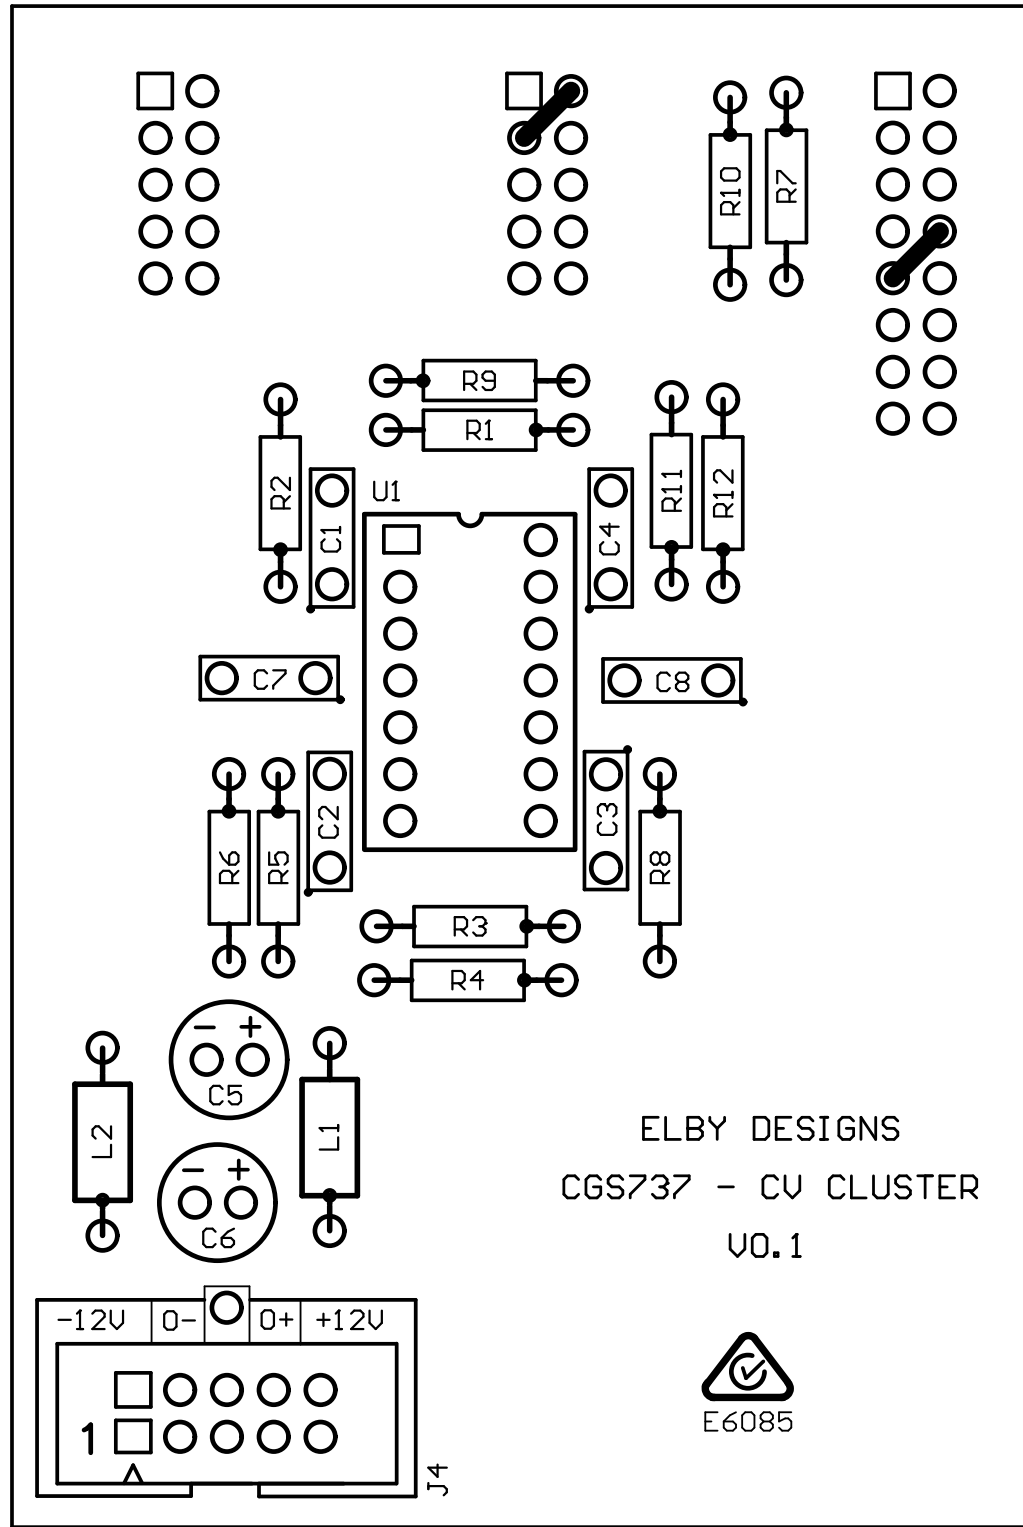 R10
R7
R9
R1
R2
C1
U1
C4
R11
R12
C7
C8
R6
R5
C2
C3
R8
R3
R4
- +
C5
L2
L1
- +
C6
ELBY DESIGNS
CGS737 - CV CLUSTER
V0.1
-12V 0- 0+ +12V
1
J4
E6085